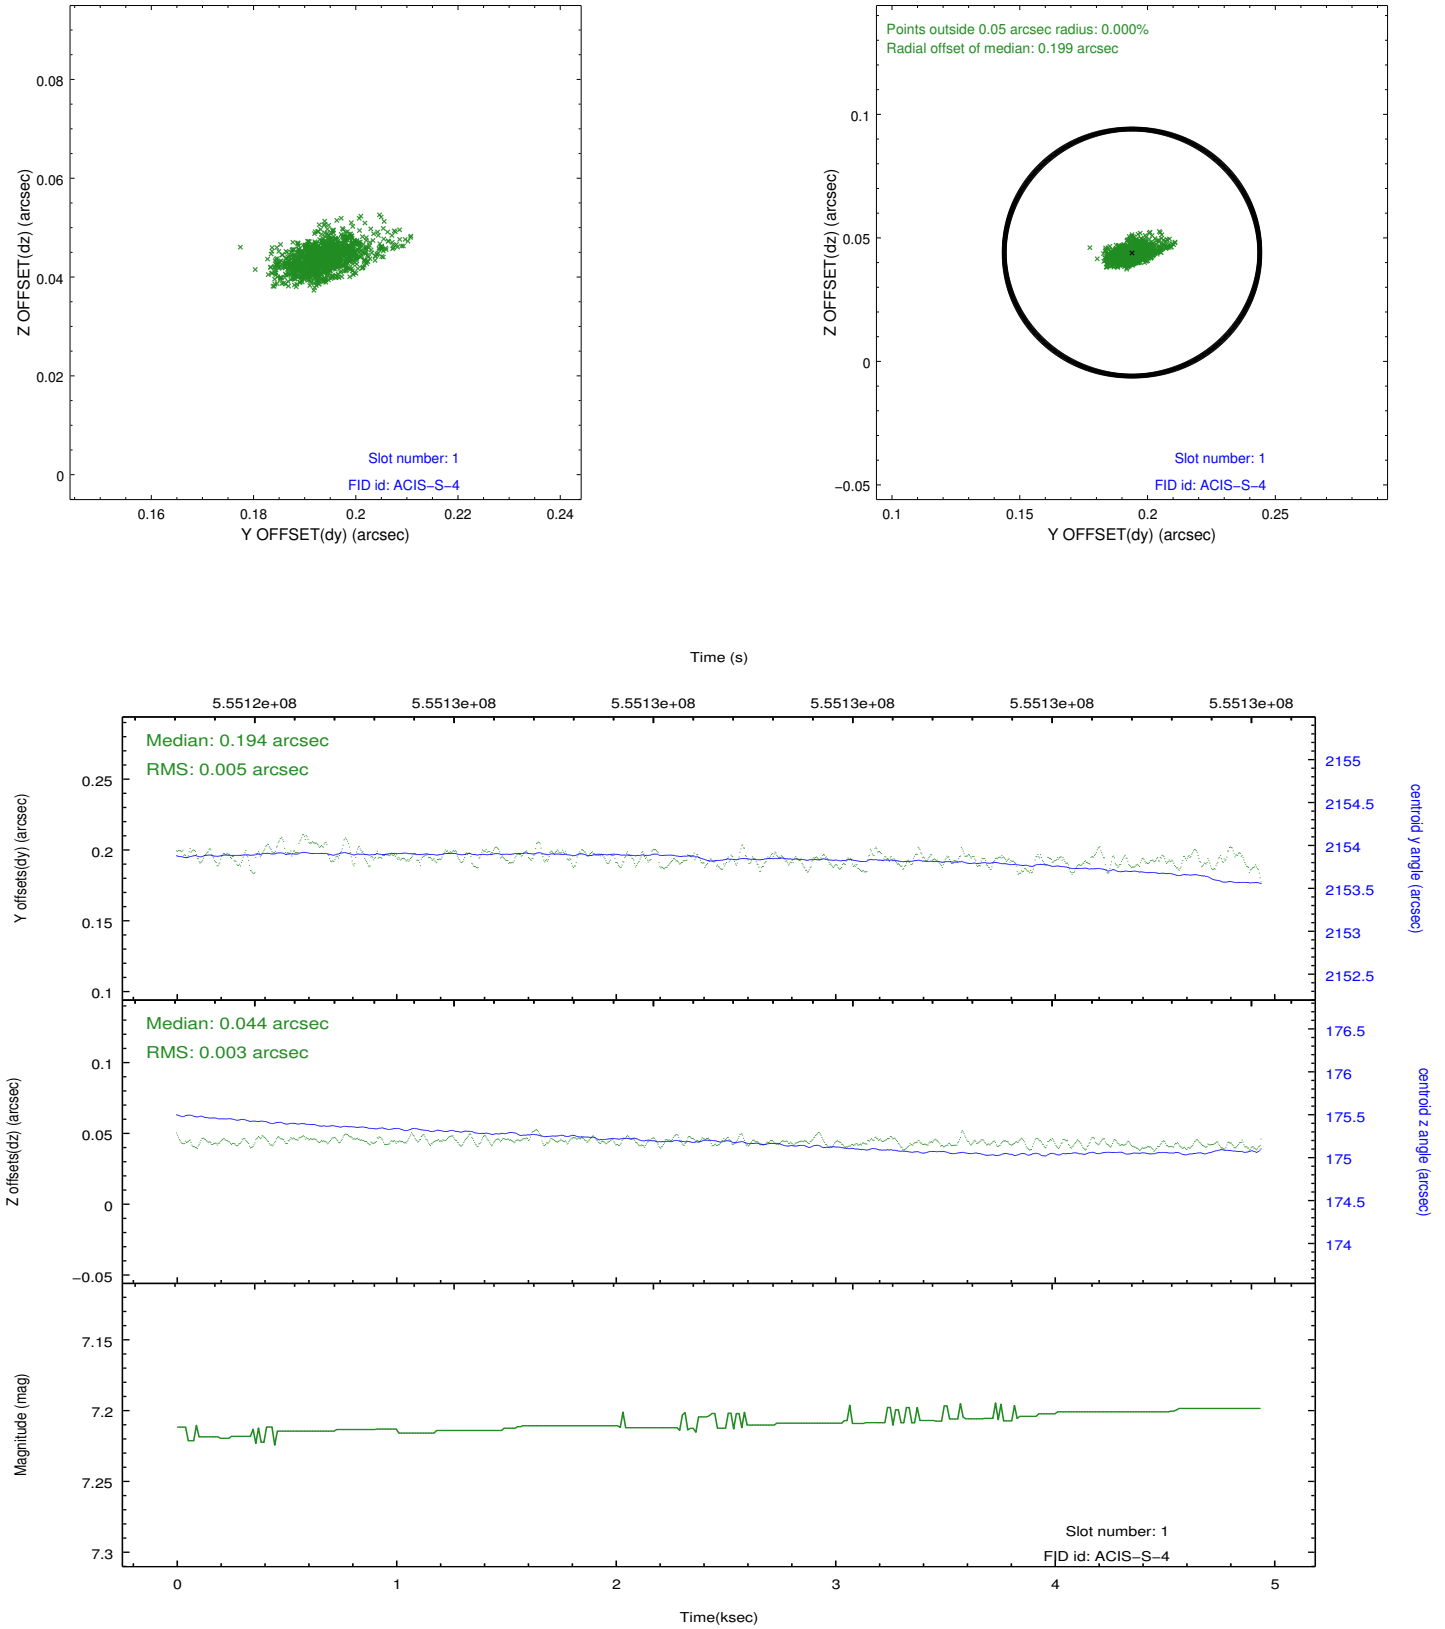 0.08
0.06
0.04
0.02
0
Z OFFSET(dz) (arcsec)
Slot number: 1
FID id: ACIS−S−4
0.16 0.18 0.2 0.22 0.24
Y OFFSET(dy) (arcsec)
Points outside 0.05 arcsec radius: 0.000%
Radial offset of median: 0.199 arcsec
0.1
0.05
0
−0.05
Z OFFSET(dz) (arcsec)
Slot number: 1
FID id: ACIS−S−4
0.1 0.15 0.2 0.25
Y OFFSET(dy) (arcsec)
Time (s)
5.5512e+08 5.5513e+08 5.5513e+08 5.5513e+08 5.5513e+08 5.5513e+08
Median: 0.194 arcsec
RMS: 0.005 arcsec
0.25
0.2
0.15
0.1
Y offsets(dy) (arcsec)
2155
2154.5
2154
2153.5
2153
2152.5
centroid y angle (arcsec)
Median: 0.044 arcsec
RMS: 0.003 arcsec
0.1
0.05
0
−0.05
Z offsets(dz) (arcsec)
176.5
176
175.5
175
174.5
174
centroid z angle (arcsec)
7.15
7.2
7.25
7.3
Magnitude (mag)
Slot number: 1
FID id: ACIS−S−4
0 1 2 3 4 5
Time(ksec)